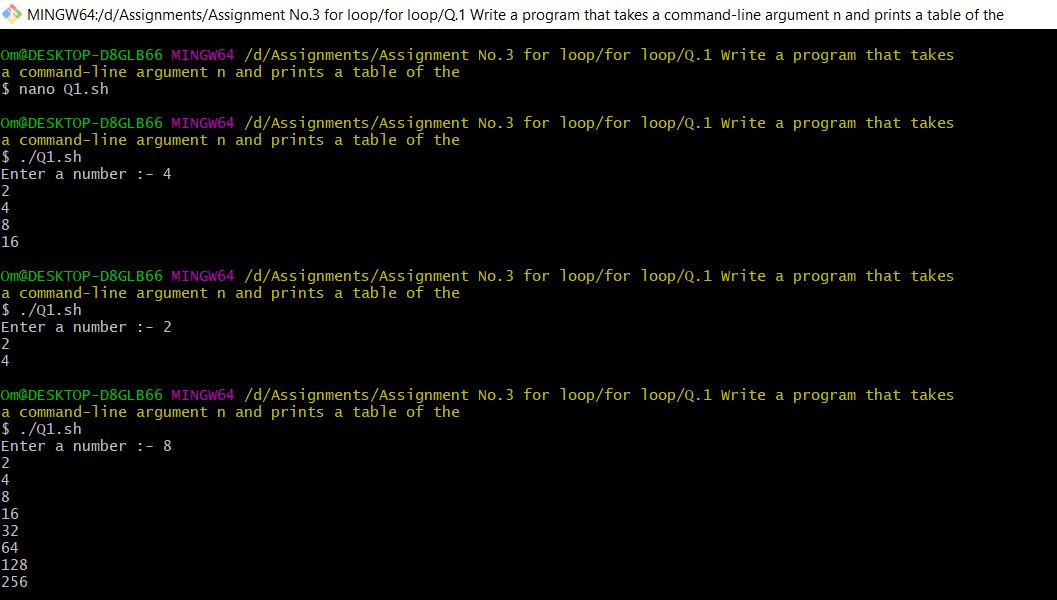 MINGW64:/d/Assignments/Assignment No.3 for loop/for loop/Q.1 Write a program that takes a command-line argument n and prints a table of the
Om@DESKTOP-D8GLB66 MINGW64 /d/Assignments/Assignment No.3 for loop/for loop/Q.1 Write a program that takes
a command-line argument n and prints a table of the
$ nano Q1.sh
Om@DESKTOP-D8GLB66 MINGW64 /d/Assignments/Assignment No.3 for loop/for loop/Q.1 Write a program that takes
a command-line argument n and prints a table of the
$ ./Q1.sh
Enter a number :- 4
2
4
8
16
Om@DESKTOP-D8GLB66 MINGW64 /d/Assignments/Assignment No.3 for loop/for loop/Q.1 Write a program that takes
a command-line argument n and prints a table of the
$ ./Q1.sh
Enter a number :- 2
2
4
Om@DESKTOP-D8GLB66 MINGW64 /d/Assignments/Assignment No.3 for loop/for loop/Q.1 Write a program that takes
a command-line argument n and prints a table of the
$ ./Q1.sh
Enter a number :- 8
2
4
8
16
32
64
128
256